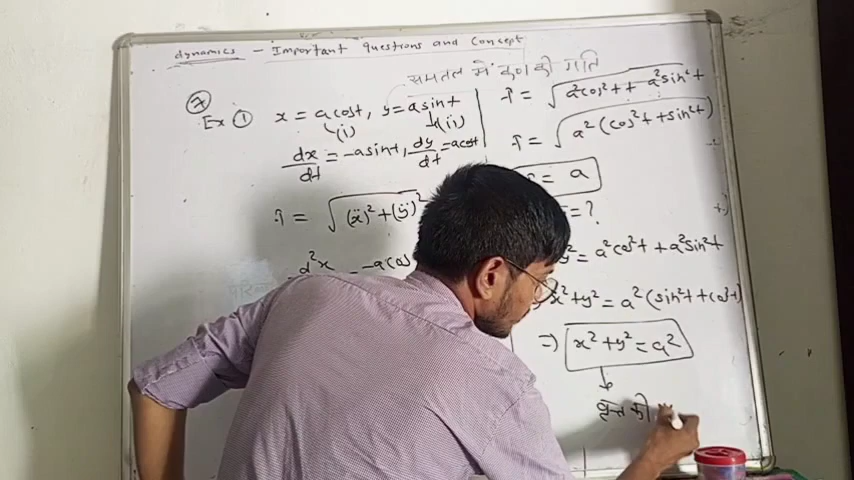 dynamics - Important questions and Concept
समतल में कण की गति
7
Ex ① x = a cost, y = a sint
(i) (ii)
dx/dt = -a sint, dy/dt = a cost
= √(ẍ)² + (ÿ)²
d²x = -a cos
= √a²cos²t + a²sin²t
= √a²(cos²t + sin²t)
= a
= ?
y² = a²cos²t + a²sin²t
x² + y² = a²(sin²t + cos²t)
⇒ x² + y² = a²
वृत्त की